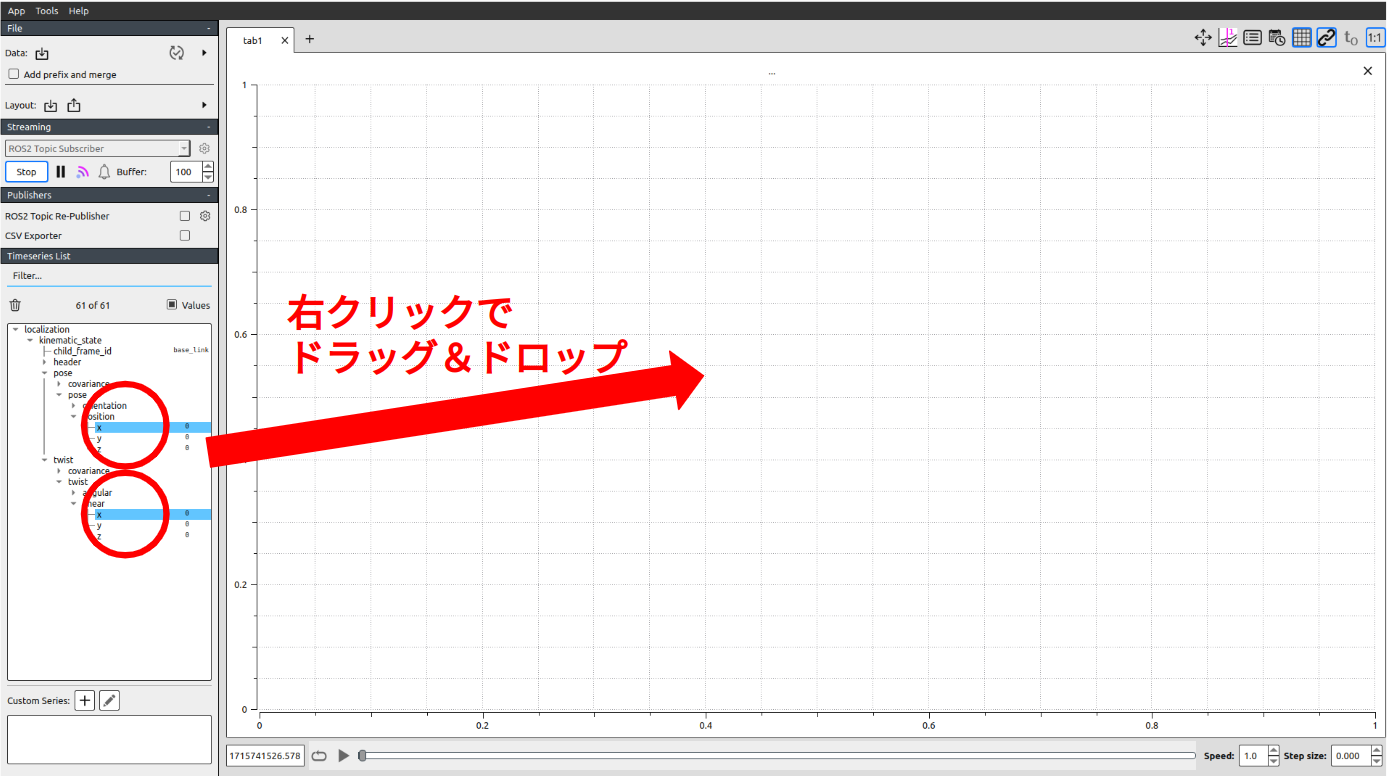 App Tools Help
File -
Data:
Add prefix and merge
Layout:
Streaming -
ROS2 Topic Subscriber
Stop Buffer: 100
Publishers -
ROS2 Topic Re-Publisher
CSV Exporter
Timeseries List
Filter...
61 of 61 Values
localization
kinematic_state
child_frame_id base_link
header
pose
covariance
pose
orientation
position
x 0
y 0
z 0
twist
covariance
twist
angular
linear
x 0
y 0
z 0
Custom Series:
tab1
t0 1:1
...
1
0.8
0.6
0.2
0
0 0.2 0.4 0.6 0.8 1
右クリックで
ドラッグ＆ドロップ
1715741526.578 Speed: 1.0 Step size: 0.000